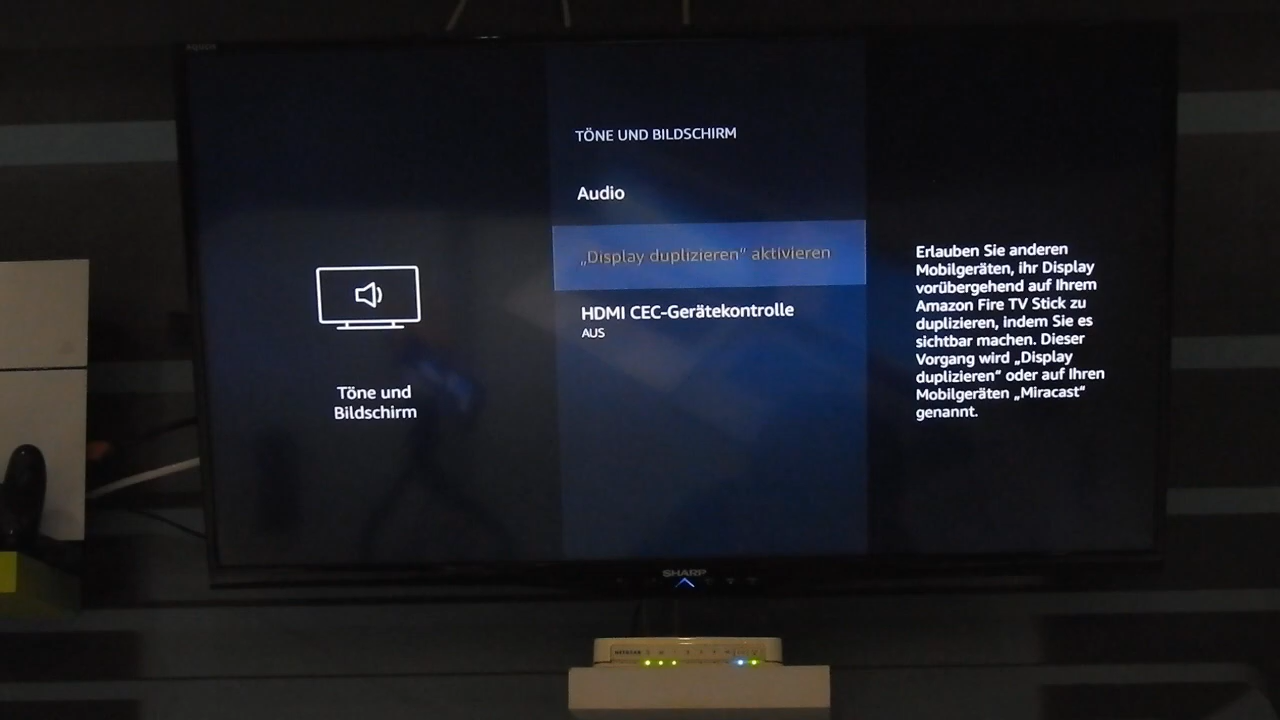 TÖNE UND BILDSCHIRM
Audio
„Display duplizieren“ aktivieren
HDMI CEC-Gerätekontrolle
AUS
Töne und
Bildschirm
Erlauben Sie anderen
Mobilgeräten, ihr Display
vorübergehend auf Ihrem
Amazon Fire TV Stick zu
duplizieren, indem Sie es
sichtbar machen. Dieser
Vorgang wird „Display
duplizieren“ oder auf Ihren
Mobilgeräten „Miracast“
genannt.
SHARP
NETGEAR